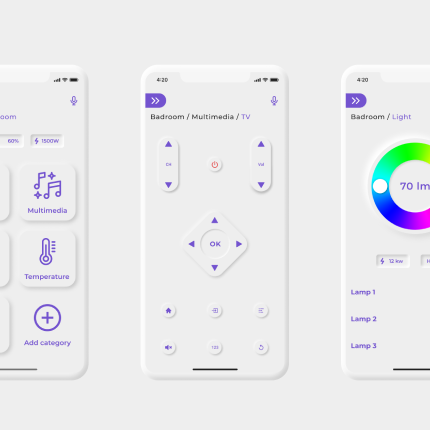 oom
60%
1500W
Multimedia
Temperature
Add category
4:20
Badroom / Multimedia / TV
CH
Vol
OK
123
4:20
Badroom / Light
70 lm
12 kw
H
Lamp 1
Lamp 2
Lamp 3